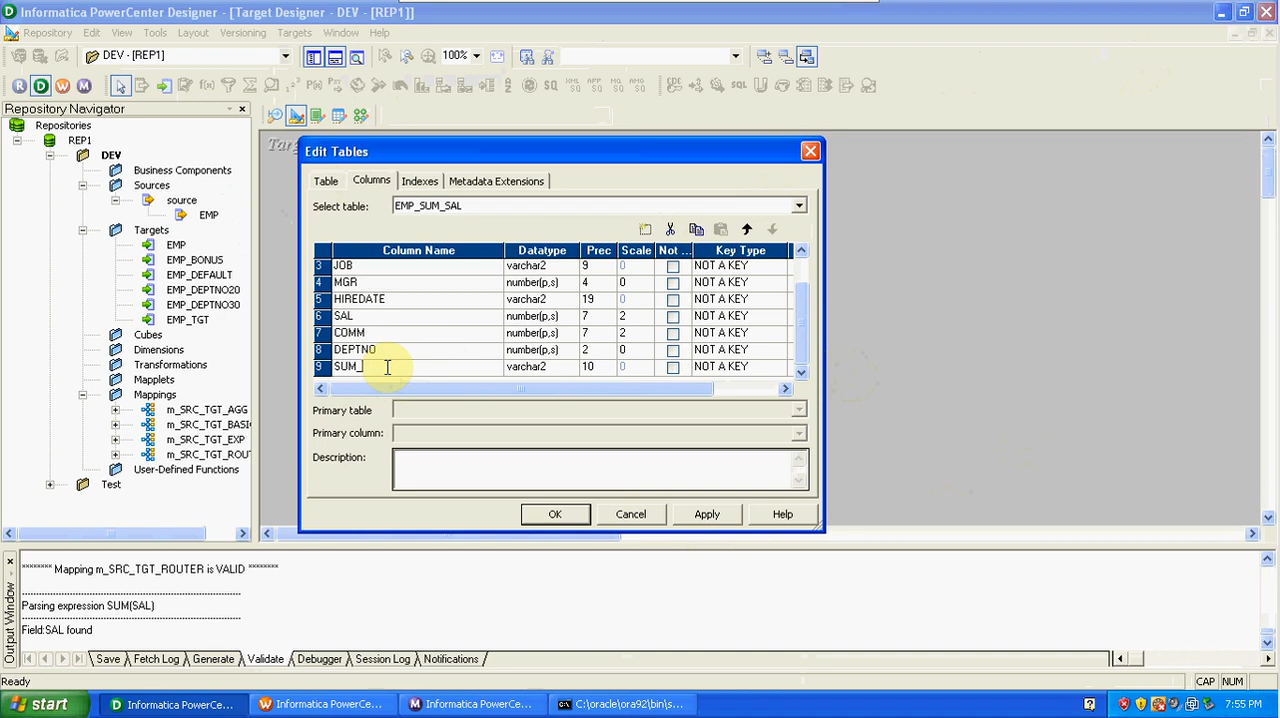 Informatica PowerCenter Designer - [Target Designer - DEV - [REP1]]
Repository Edit View Tools Layout Versioning Targets Window Help
DEV - [REP1]
100%
Repository Navigator
Repositories
REP1
DEV
Business Components
Sources
source
EMP
Targets
EMP
EMP_BONUS
EMP_DEFAULT
EMP_DEPTNO20
EMP_DEPTNO30
EMP_TGT
Cubes
Dimensions
Transformations
Mapplets
Mappings
m_SRC_TGT_AGG
m_SRC_TGT_BASI
m_SRC_TGT_EXP
m_SRC_TGT_ROU
User-Defined Functions
Test
Edit Tables
Table Columns Indexes Metadata Extensions
Select table: EMP_SUM_SAL
Column Name Datatype Prec Scale Not ... Key Type
3 JOB varchar2 9 0 NOT A KEY
4 MGR number(p,s) 4 0 NOT A KEY
5 HIREDATE varchar2 19 0 NOT A KEY
6 SAL number(p,s) 7 2 NOT A KEY
7 COMM number(p,s) 7 2 NOT A KEY
8 DEPTNO number(p,s) 2 0 NOT A KEY
9 SUM_ varchar2 10 0 NOT A KEY
Primary table
Primary column:
Description:
OK Cancel Apply Help
Output Window
******** Mapping m_SRC_TGT_ROUTER is VALID ********
Parsing expression SUM(SAL)
Field:SAL found
Save Fetch Log Generate Validate Debugger Session Log Notifications
Ready
CAP NUM
start
Informatica PowerCe...
Informatica PowerCe...
Informatica PowerCe...
C:\oracle\ora92\bin\s...
7:55 PM